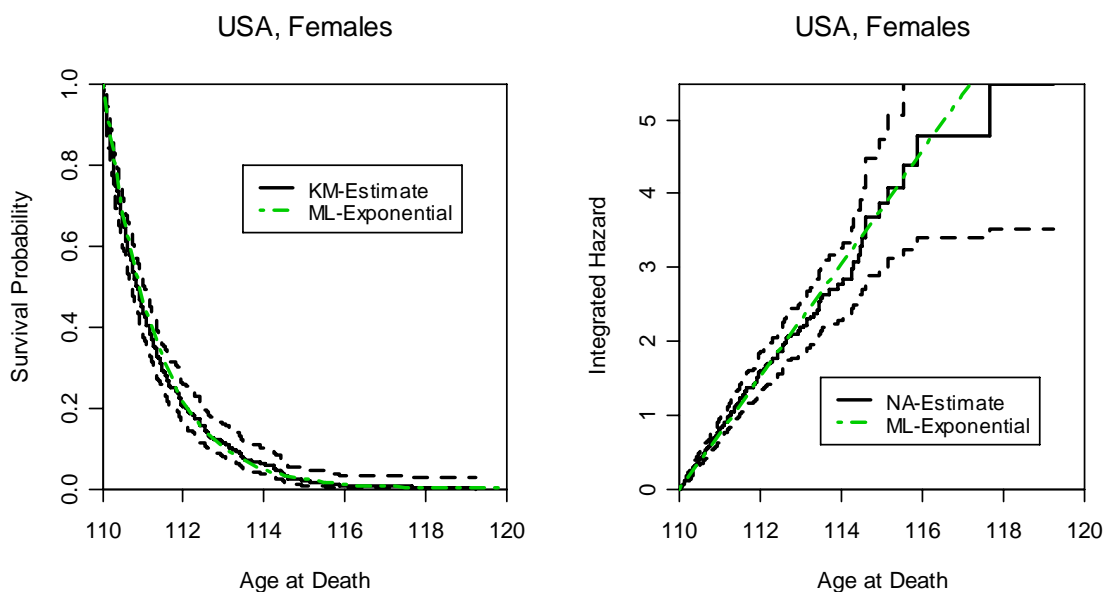 USA, Females
Survival Probability
1.0
0.8
0.6
0.4
0.2
0.0
KM-Estimate
ML-Exponential
110 112 114 116 118 120
Age at Death
USA, Females
Integrated Hazard
5
4
3
2
1
0
NA-Estimate
ML-Exponential
110 112 114 116 118 120
Age at Death